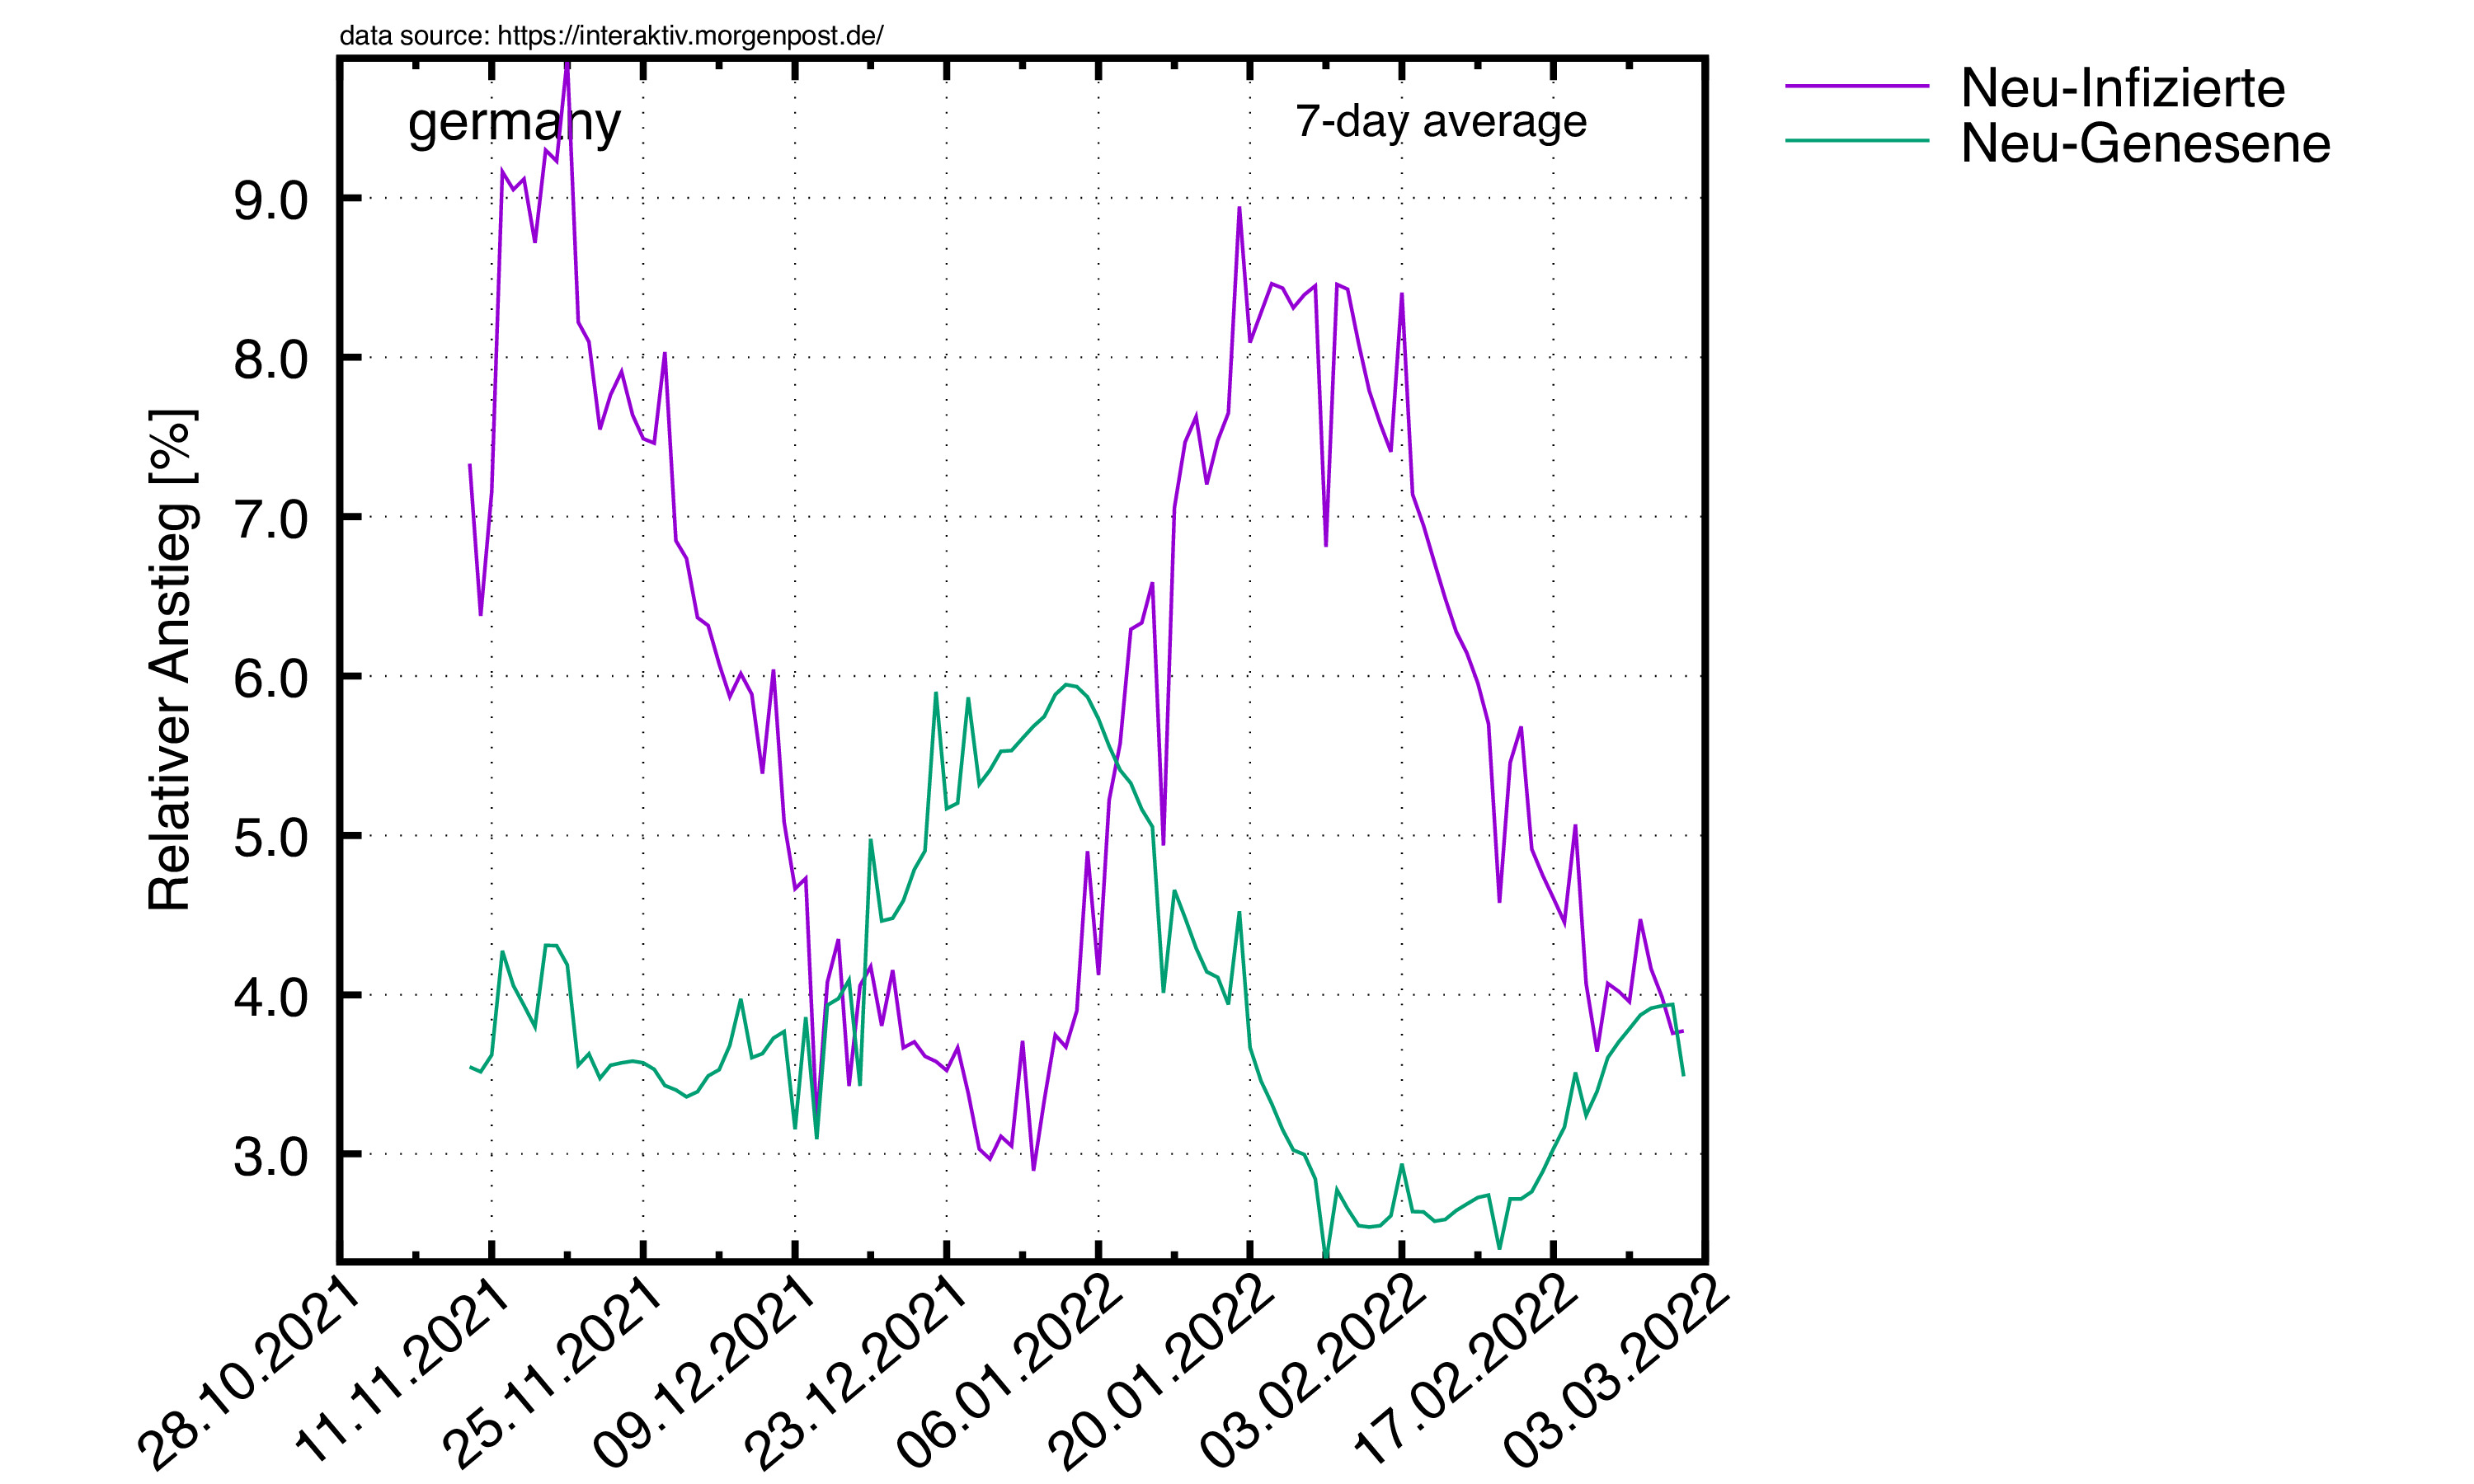 data source: https://interaktiv.morgenpost.de/
germany
7-day average
Neu-Infizierte
Neu-Genesene
Relativer Anstieg [%]
9.0
8.0
7.0
6.0
5.0
4.0
3.0
28.10.2021
11.11.2021
25.11.2021
09.12.2021
23.12.2021
06.01.2022
20.01.2022
03.02.2022
17.02.2022
03.03.2022